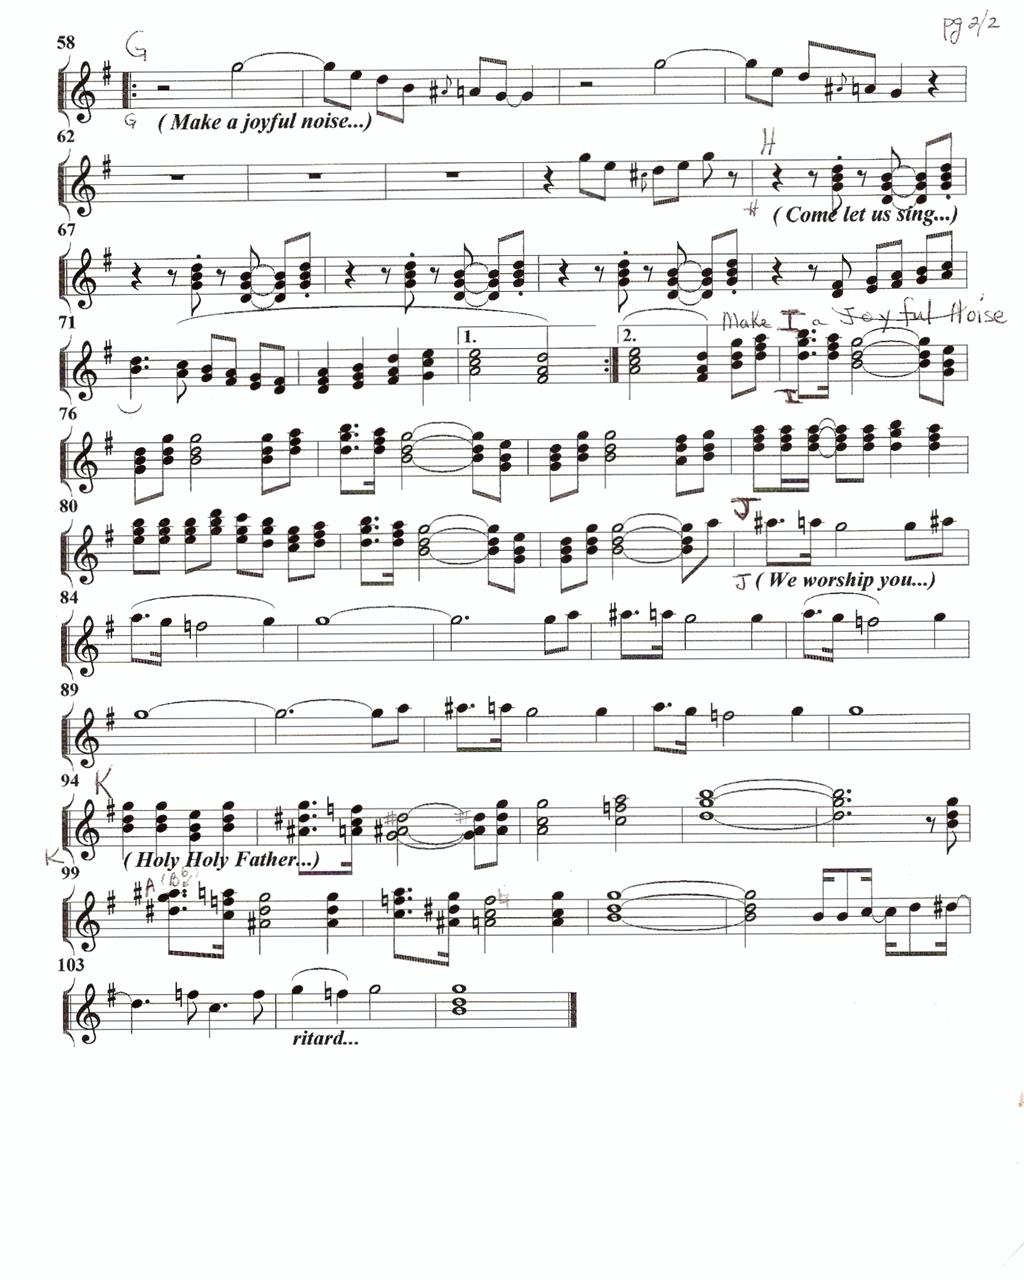 pg 2/2
58
G
G
( Make a joyful noise...)
62
H
H
( Come let us sing...)
67
71
1.
2.
Make I a Joyful Noise
I
76
80
J
J
( We worship you...)
84
89
94
K
K
( Holy Holy Father...)
99
A (Bb)
103
ritard...